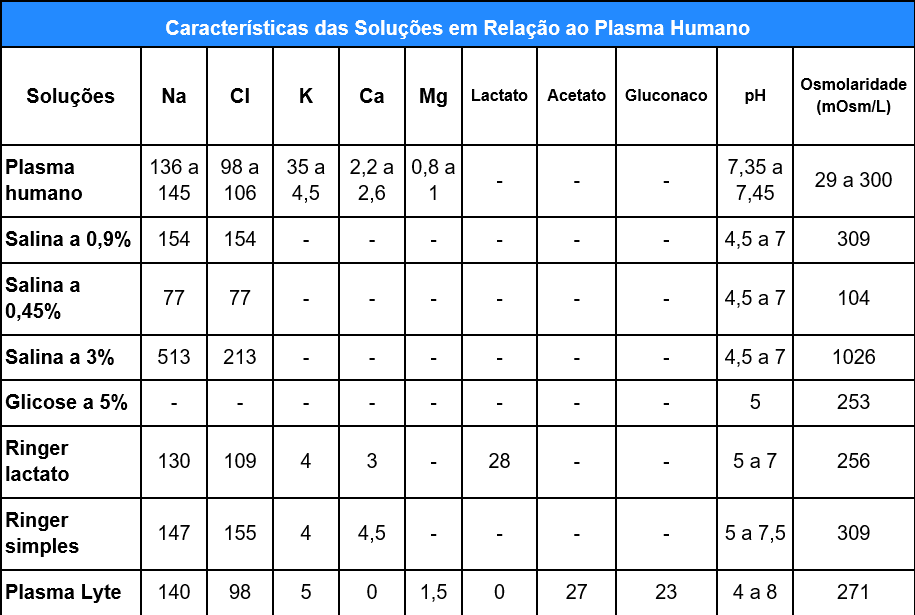 Características das Soluções em Relação ao Plasma Humano
Soluções Na Cl K Ca Mg Lactato Acetato Gluconaco pH Osmolaridade (mOsm/L)
Plasma humano 136 a 145 98 a 106 35 a 4,5 2,2 a 2,6 0,8 a 1 - - - 7,35 a 7,45 29 a 300
Salina a 0,9% 154 154 - - - - - - 4,5 a 7 309
Salina a 0,45% 77 77 - - - - - - 4,5 a 7 104
Salina a 3% 513 213 - - - - - - 4,5 a 7 1026
Glicose a 5% - - - - - - - - 5 253
Ringer lactato 130 109 4 3 - 28 - - 5 a 7 256
Ringer simples 147 155 4 4,5 - - - - 5 a 7,5 309
Plasma Lyte 140 98 5 0 1,5 0 27 23 4 a 8 271